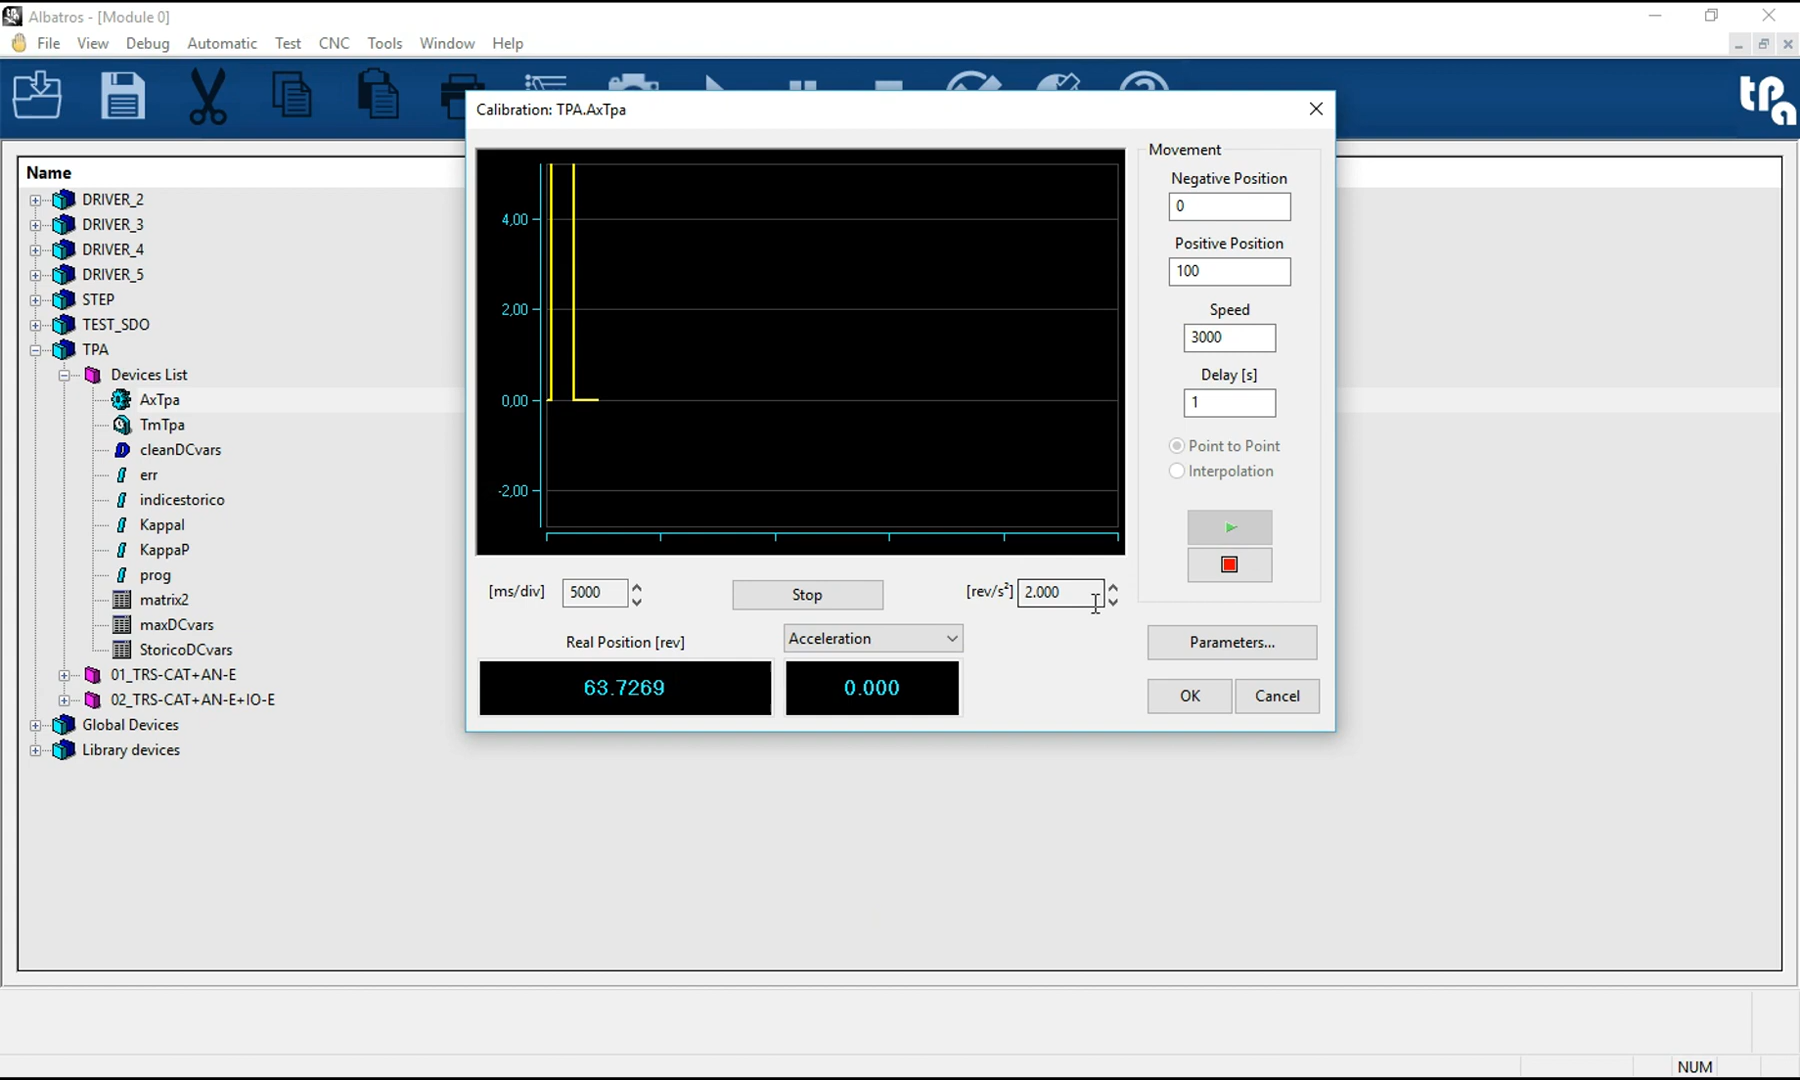 Albatros - [Module 0]
File View Debug Automatic Test CNC Tools Window Help
tpa
Calibration: TPA.AxTpa
Name
DRIVER_2
DRIVER_3
DRIVER_4
DRIVER_5
STEP
TEST_SDO
TPA
Devices List
AxTpa
TmTpa
cleanDCvars
err
indicestorico
KappaI
KappaP
prog
matrix2
maxDCvars
StoricoDCvars
01_TRS-CAT+AN-E
02_TRS-CAT+AN-E+IO-E
Global Devices
Library devices
4,00
2,00
0,00
-2,00
[ms/div] 5000 Stop [rev/s²] 2.000
Real Position [rev] Acceleration
63.7269 0.000
Movement
Negative Position
0
Positive Position
100
Speed
3000
Delay [s]
1
Point to Point
Interpolation
Parameters...
OK Cancel
NUM